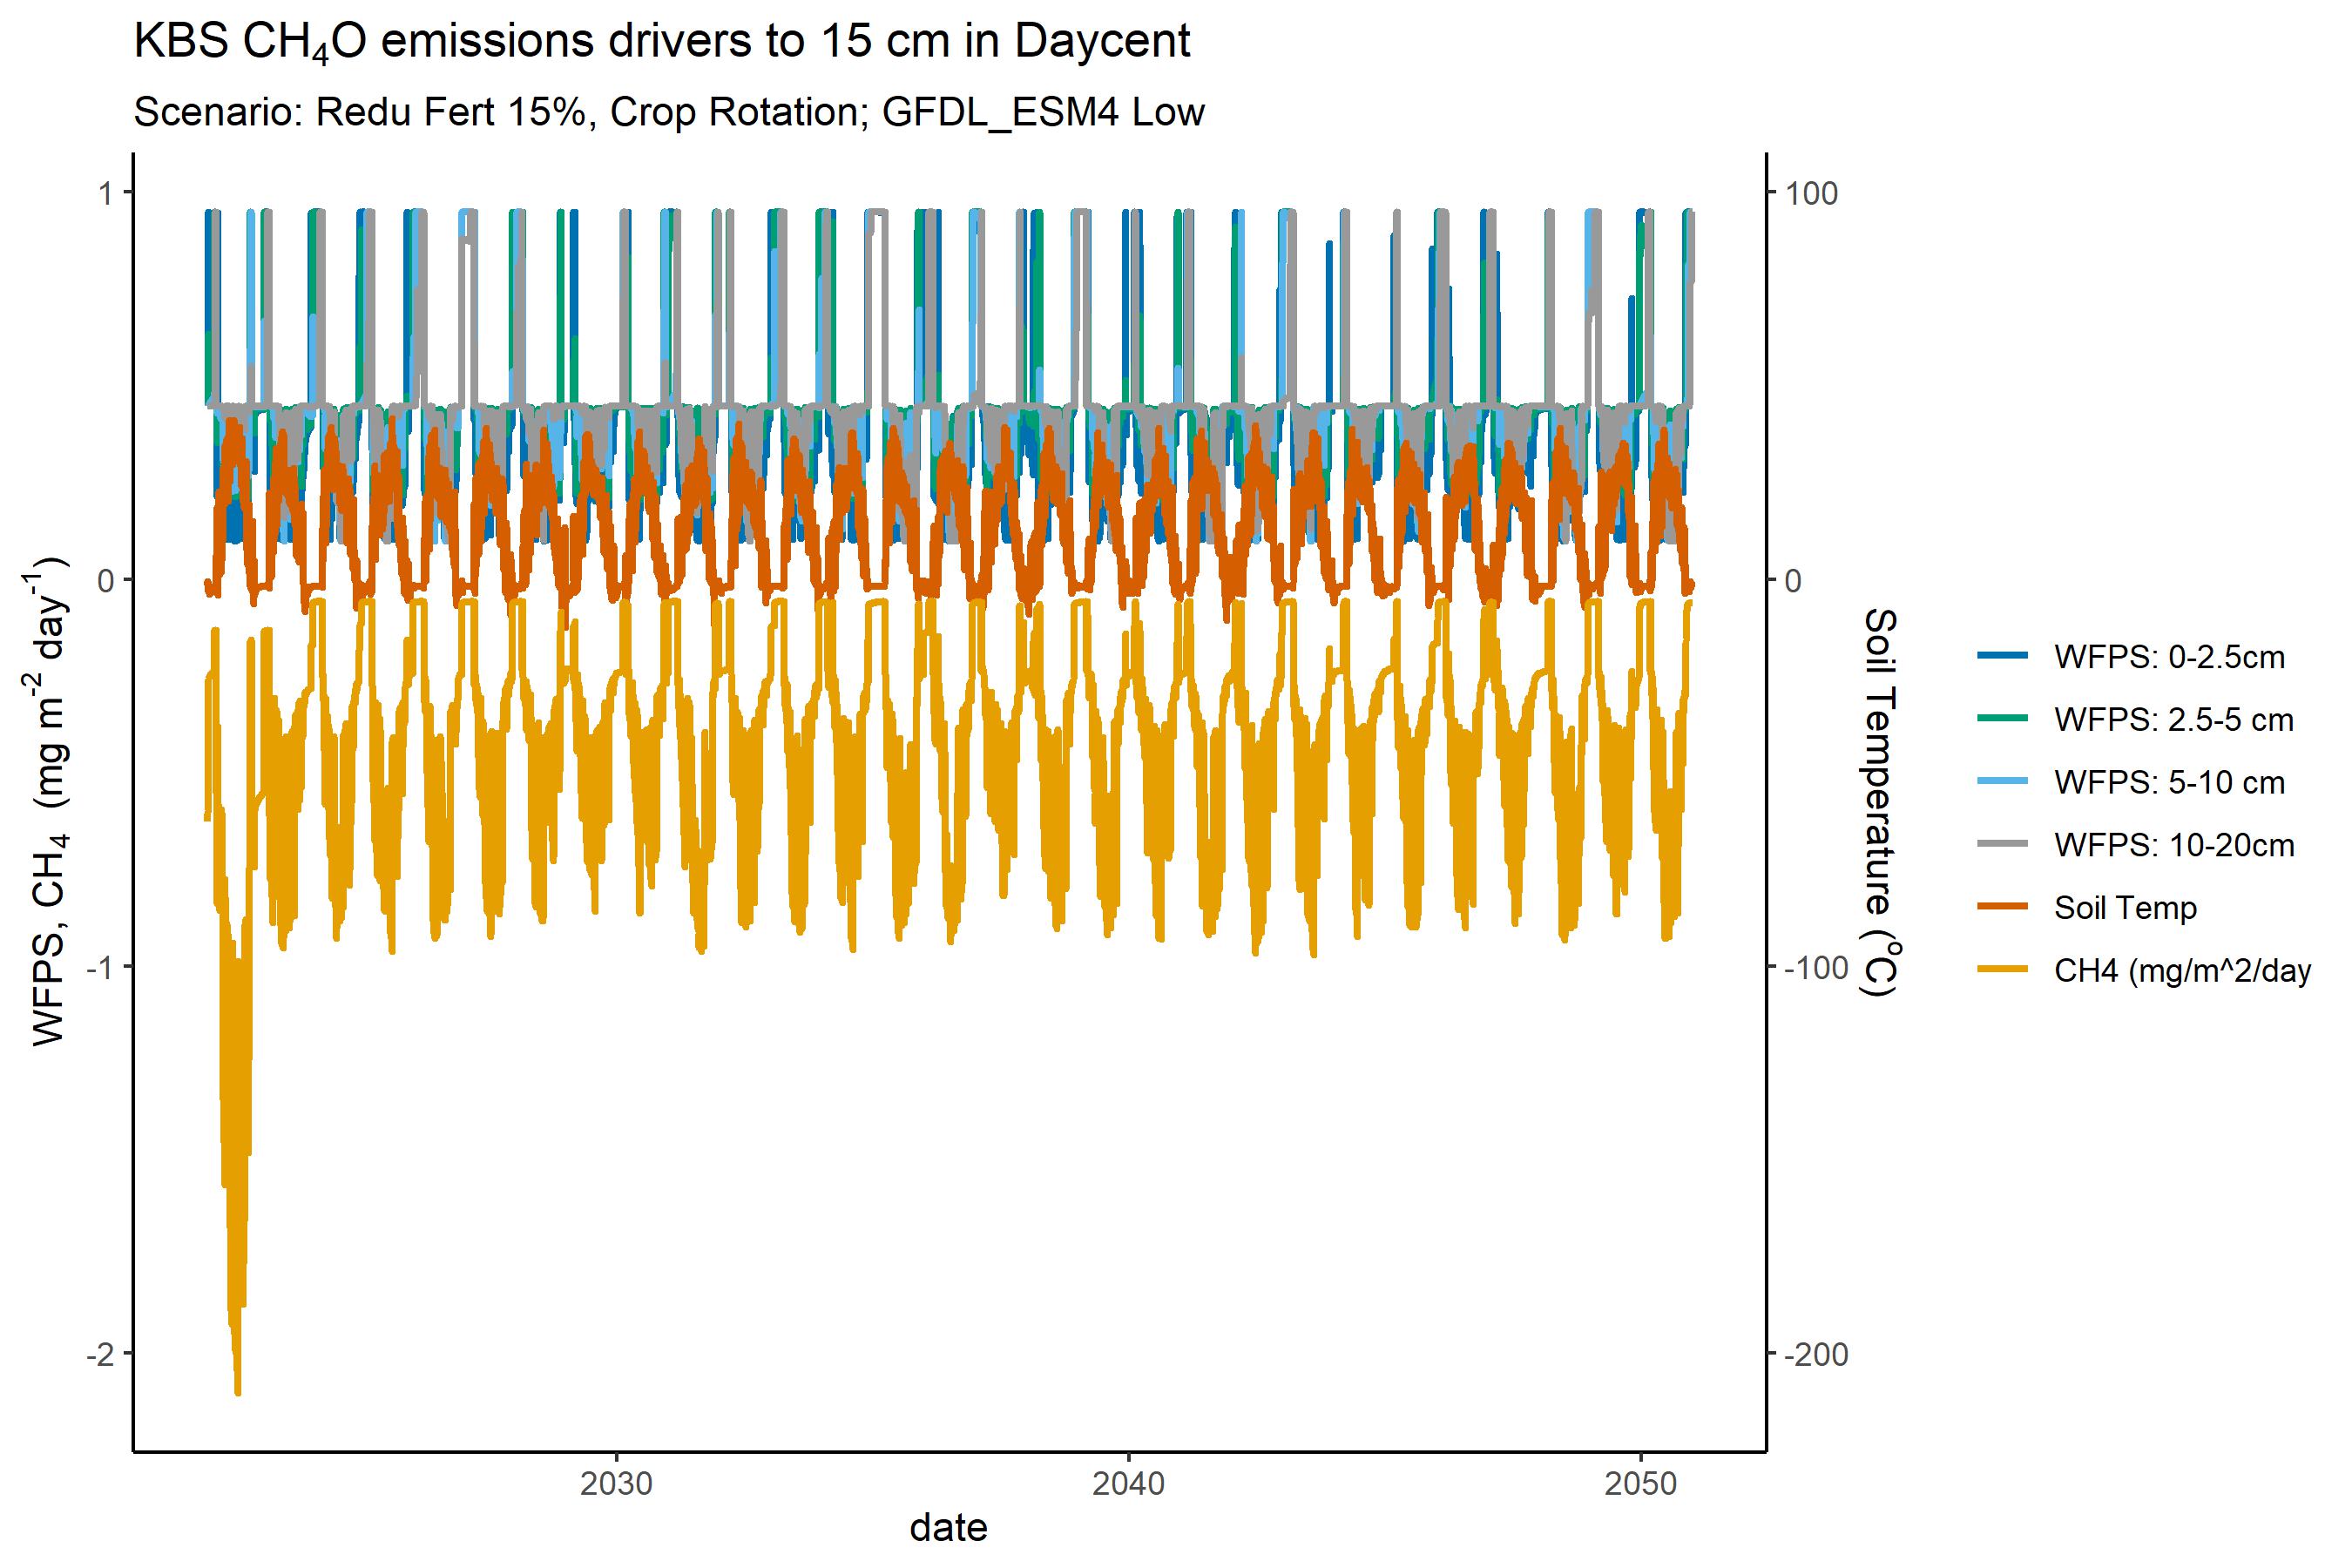 KBS CH₄O emissions drivers to 15 cm in Daycent
Scenario: Redu Fert 15%, Crop Rotation; GFDL_ESM4 Low
1
0
-1
-2
WFPS, CH₄ (mg m⁻² day⁻¹)
100
0
-100
-200
Soil Temperature (ᵒC)
2030
2040
2050
date
WFPS: 0-2.5cm
WFPS: 2.5-5 cm
WFPS: 5-10 cm
WFPS: 10-20cm
Soil Temp
CH4 (mg/m^2/day